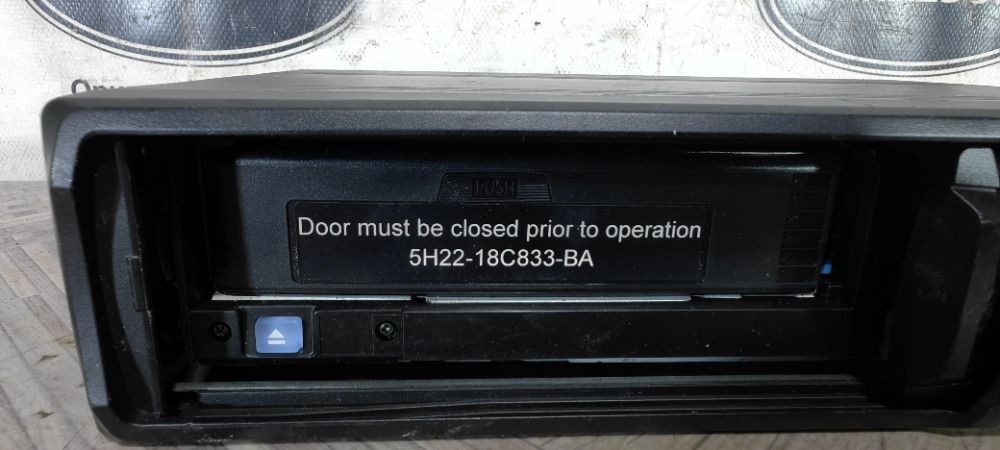 PUSH
Door must be closed prior to operation
5H22-18C833-BA